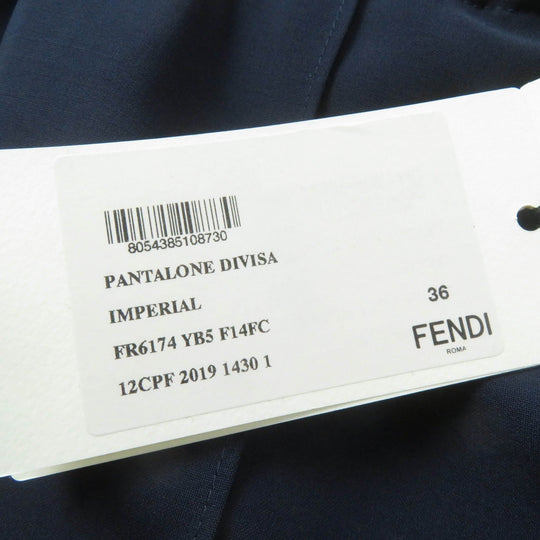 8054385108730
PANTALONE DIVISA
IMPERIAL
FR6174 YB5 F14FC
12CPF 2019 1430 1
36
FENDI
ROMA